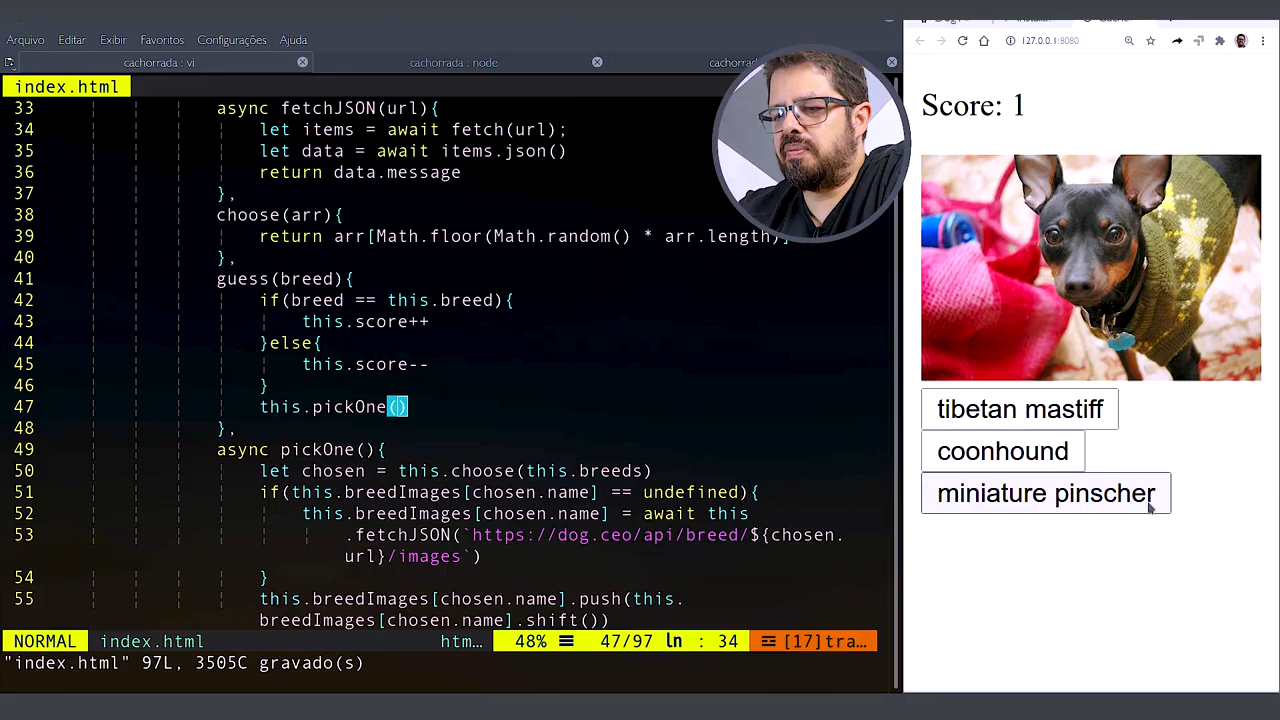 Arquivo Editar Exibir Favoritos Configurações Ajuda
cachorrada : vi
cachorrada : node
index.html
33 async fetchJSON(url){
34 let items = await fetch(url);
35 let data = await items.json()
36 return data.message
37 },
38 choose(arr){
39 return arr[Math.floor(Math.random() * arr.length)]
40 },
41 guess(breed){
42 if(breed == this.breed){
43 this.score++
44 }else{
45 this.score--
46 }
47 this.pickOne()
48 },
49 async pickOne(){
50 let chosen = this.choose(this.breeds)
51 if(this.breedImages[chosen.name] == undefined){
52 this.breedImages[chosen.name] = await this
53 .fetchJSON(`https://dog.ceo/api/breed/${chosen.
url}/images`)
54 }
55 this.breedImages[chosen.name].push(this.
breedImages[chosen.name].shift())
NORMAL index.html htm… 48% ☰ 47/97 ln : 34 [17]tra…
"index.html" 97L, 3505C gravado(s)
127.0.0.1:8080
Score: 1
tibetan mastiff
coonhound
miniature pinscher